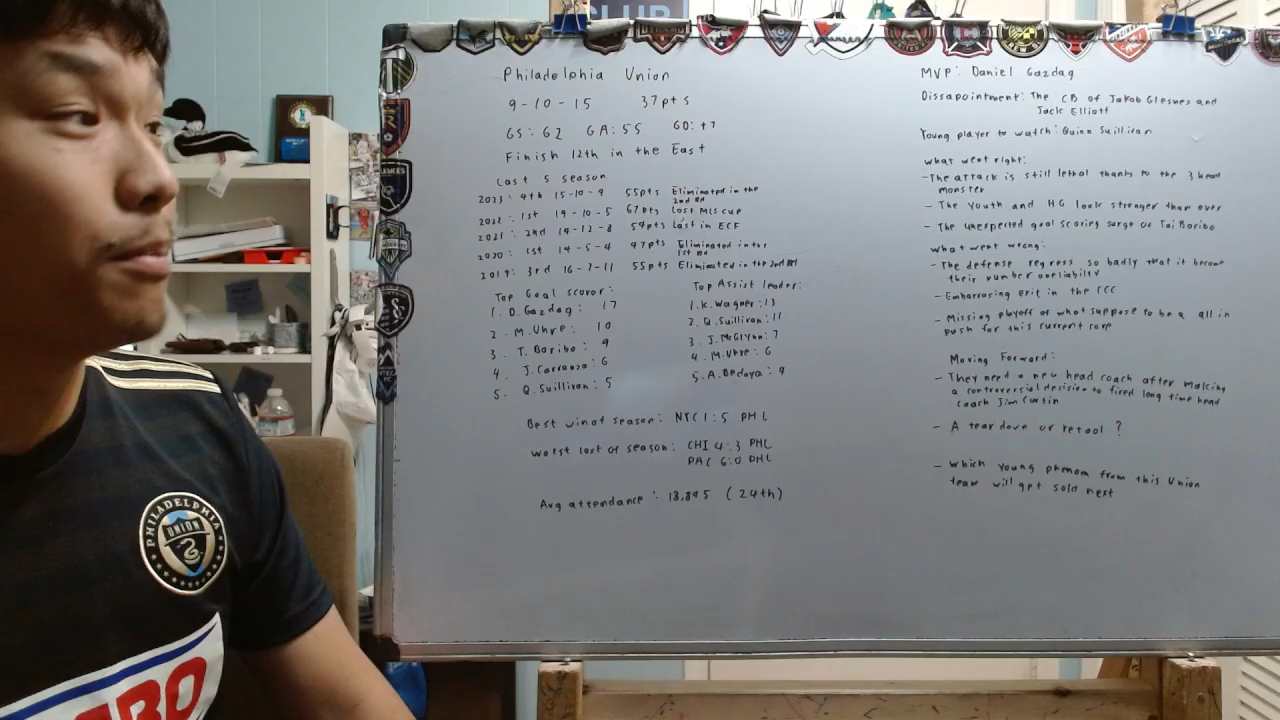 CLUB
Philadelphia Union
9-10-15 37pts
GS: 62 GA: 55 GD: +7
Finish 12th in the East
Last 5 season
2023: 4th 15-10-9 55pts Eliminated in the 2nd Rd
2022: 1st 19-10-5 67pts Lost MLS cup
2021: 2nd 14-12-8 54pts Last in ECF
2020: 1st 14-5-4 47pts Eliminated in the 1st Rd
2019: 3rd 16-7-11 55pts Eliminated in the 2nd Rd
Top Goal scorer:
1. D. Gazdag: 17
2. M. Uhre: 10
3. T. Baribo: 9
4. J. Carranza: 6
5. Q. Suillivan: 5
Top Assist leader:
1. K. Wagner: 13
2. Q. Suillivan: 11
3. J. McGlynn: 7
4. M. Uhre: 6
5. A. Bedoya: 4
Best win of season: NYC 1:5 PHL
Worst lost of season: CHI 4:3 PHL
PAC 6:0 PHL
Avg attendance: 18,895 (24th)
MVP: Daniel Gazdag
Dissapointment: The CB of Jakob Glesnes and
Jack Elliott
Young player to watch: Quinn Suillivan
What went right:
- The attack is still lethal thanks to the 3 head
monster
- The youth and HG look stronger than ever
- The unexpected goal scoring surge of Tai Baribo
What went wrong:
- The defense regress so badly that it become
their number one liability
- Embarrasing exit in the CCC
- Missing playoff of what suppose to be a all in
push for this current core
Moving Forward:
- They need a new head coach after making
a controversial decision to fired long time head
coach Jim Curtin
- A tear down or retool?
- Which young phenom from this Union
team will get sold next
PHILADELPHIA
UNION